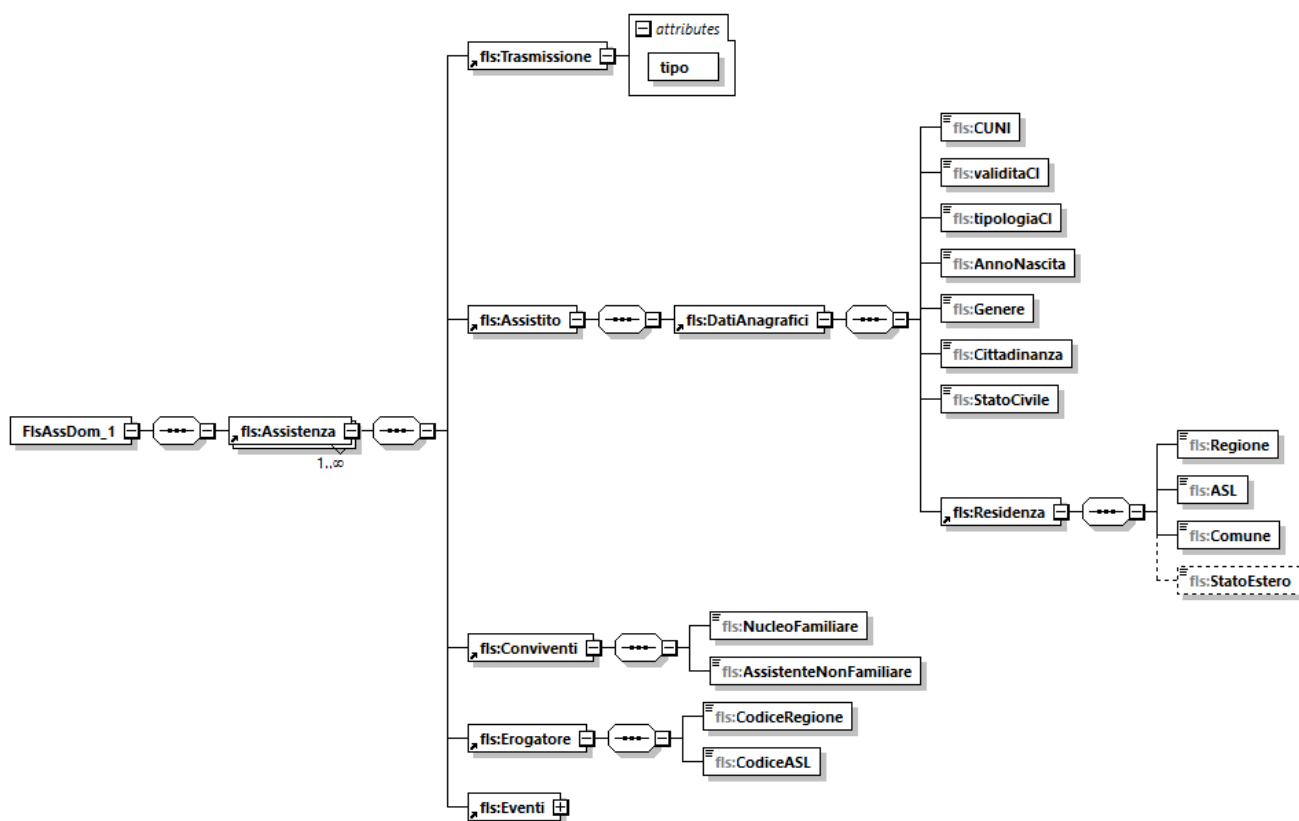 attributes
fls:Trasmissione
tipo
fls:CUNI
fls:validitaCI
fls:tipologiaCI
fls:AnnoNascita
fls:Genere
fls:Assistito
fls:DatiAnagrafici
fls:Cittadinanza
fls:StatoCivile
FlsAssDom_1
fls:Assistenza
1..∞
fls:Regione
fls:ASL
fls:Residenza
fls:Comune
fls:StatoEstero
fls:NucleoFamiliare
fls:Conviventi
fls:AssistenteNonFamiliare
fls:CodiceRegione
fls:Erogatore
fls:CodiceASL
fls:Eventi